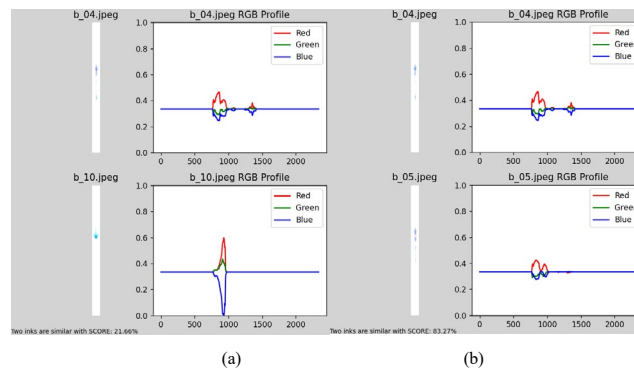 b_04.jpeg
b_04.jpeg RGB Profile
1.0
0.8
0.6
0.4
0.2
0.0
Red
Green
Blue
0 500 1000 1500 2000
b_10.jpeg
b_10.jpeg RGB Profile
1.0
0.8
0.6
0.4
0.2
0.0
Red
Green
Blue
0 500 1000 1500 2000
Two inks are similar with SCORE: 21.66%
(a)
b_04.jpeg
b_04.jpeg RGB Profile
1.0
0.8
0.6
0.4
0.2
0.0
Red
Green
Blue
0 500 1000 1500 2000
b_05.jpeg
b_05.jpeg RGB Profile
1.0
0.8
0.6
0.4
0.2
0.0
Red
Green
Blue
0 500 1000 1500 2000
Two inks are similar with SCORE: 83.27%
(b)